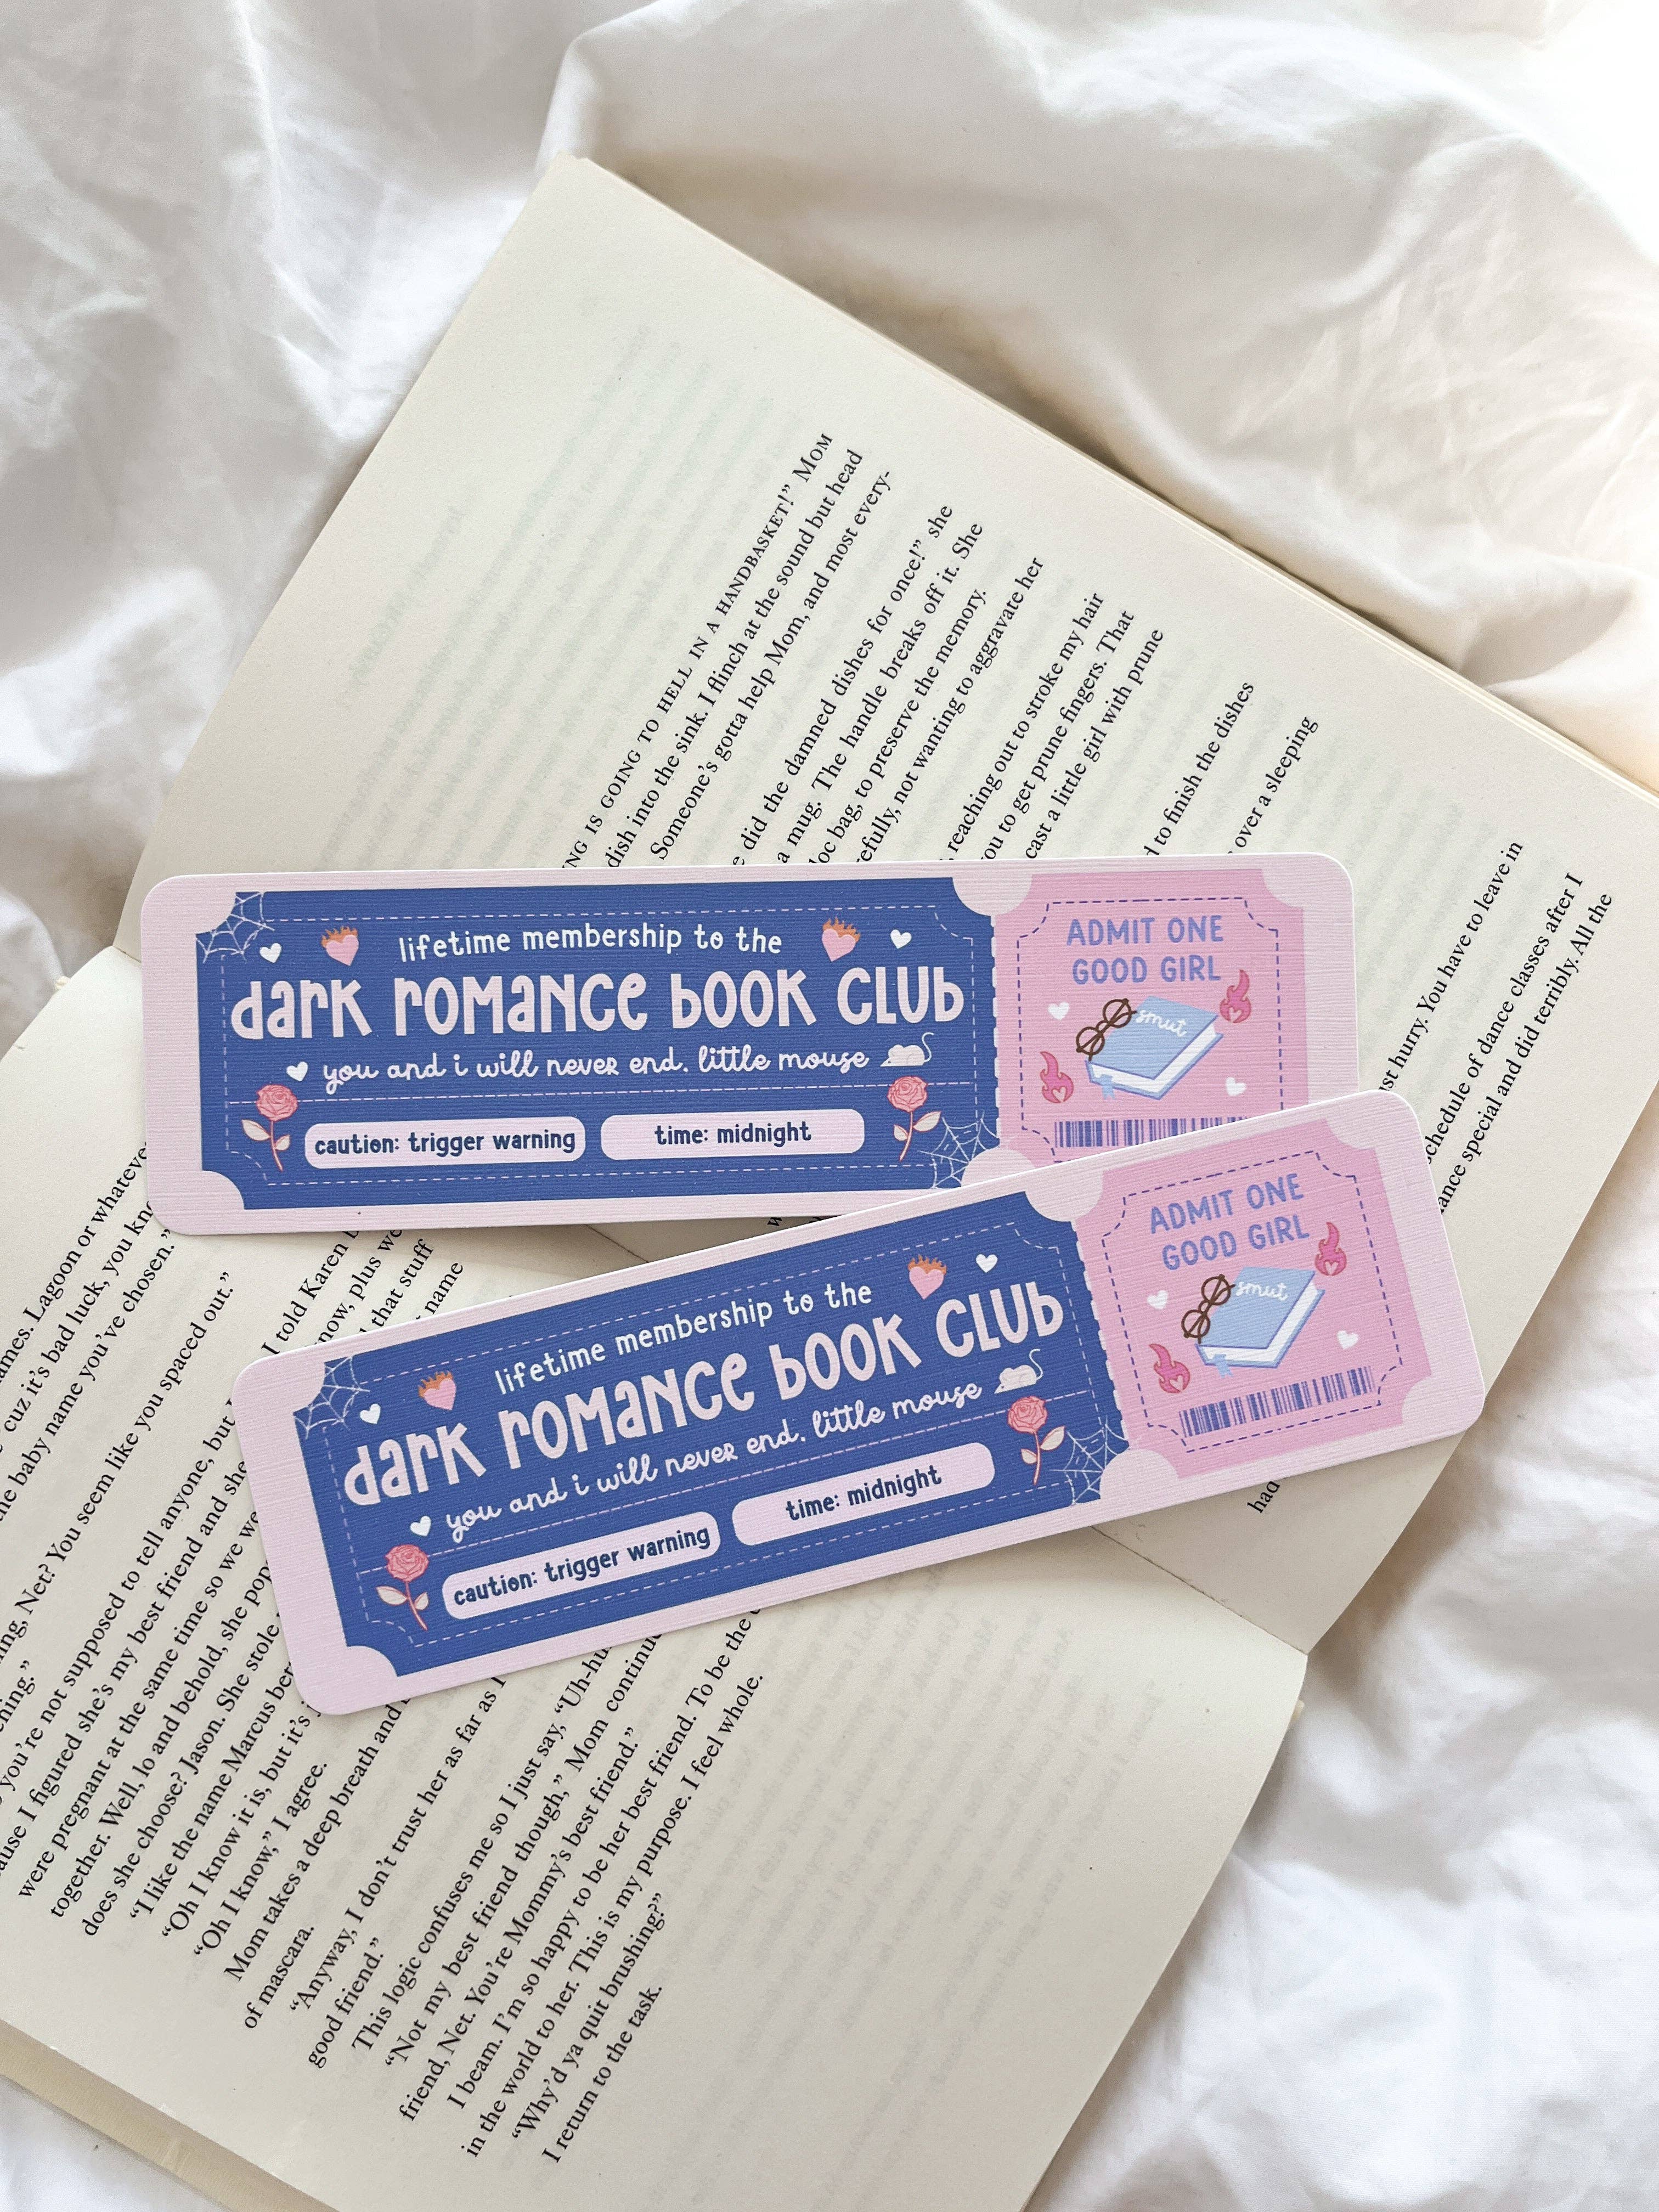 ING IS GOING TO HELL IN A HANDBASKET!” MOM
dish into the sink. I flinch at the sound but head
Someone's gotta help Mom, and most every-
did the damned dishes for once!” she
a mug. The handle breaks off it. She
bag, to preserve the memory.
not wanting to aggravate her
reaching out to stroke my hair
you to get prune fingers. That
cast a little girl with prune
to finish the dishes
over a sleeping
hurry. You have to leave in
schedule of dance classes after I
special and did terribly. All the
had
lifetime membership to the
dark romance book club
you and i will never end, little mouse
caution: trigger warning
time: midnight
ADMIT ONE
GOOD GIRL
smut
lifetime membership to the
dark romance book club
you and i will never end, little mouse
caution: trigger warning
time: midnight
ADMIT ONE
GOOD GIRL
smut
Lagoon or whatever
cuz it's bad luck, you
baby name you've chosen.”
Net? You seem like you spaced out.”
I told Karen
now, plus
that stuff
name
you're not supposed to tell anyone, but
I figured she's my best friend and she
were pregnant at the same time so we
together. Well, lo and behold, she
does she choose? Jason. She stole
“I like the name Marcus
“Oh I know it is, but it's
“Oh I know,” I agree.
Mom takes a deep breath and
of mascara.
“Anyway, I don't trust her as far as I
good friend.”
This logic confuses me so I just say, “Uh-hu
“Not my best friend though,” Mom continu
friend, Net. You're Mommy's best friend.”
I beam. I'm so happy to be her best friend. To be the
in the world to her. This is my purpose. I feel whole.
“Why'd ya quit brushing?”
I return to the task.